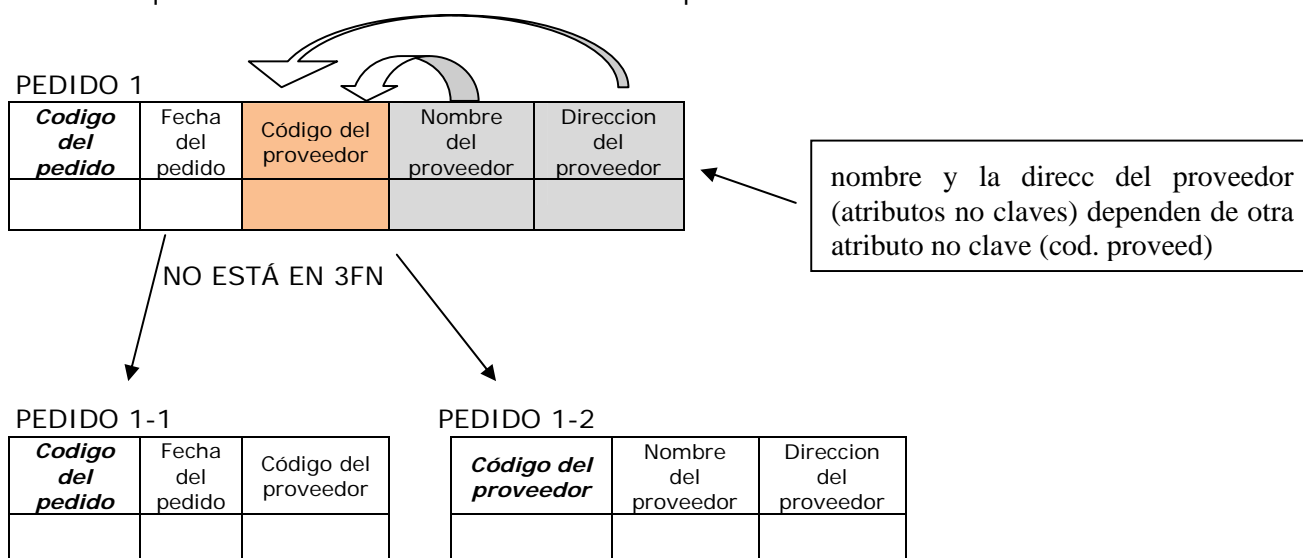 PEDIDO 1
Codigo del pedido
Fecha del pedido
Código del proveedor
Nombre del proveedor
Direccion del proveedor
nombre y la direcc del proveedor
(atributos no claves) dependen de otra
atributo no clave (cod. proveed)
NO ESTÁ EN 3FN
PEDIDO 1-1
Codigo del pedido
Fecha del pedido
Código del proveedor
PEDIDO 1-2
Código del proveedor
Nombre del proveedor
Direccion del proveedor